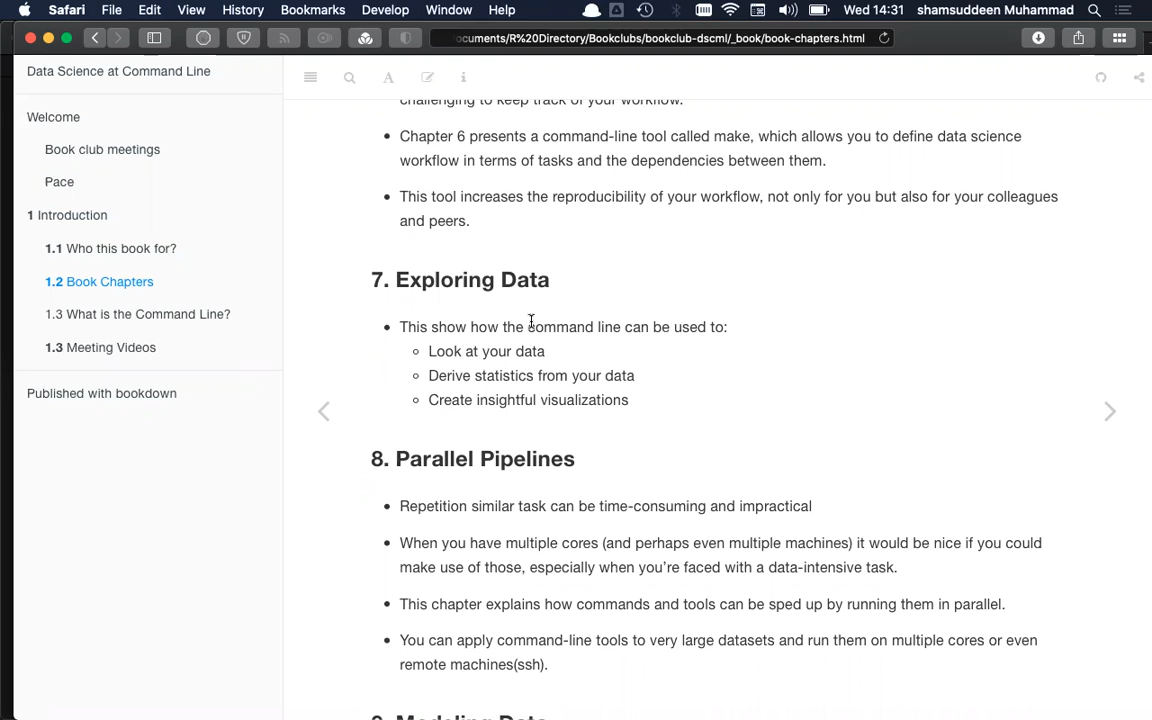 Safari File Edit View History Bookmarks Develop Window Help Wed 14:31 shamsuddeen Muhammad
ocuments/R%20Directory/Bookclubs/bookclub-dscml/_book/book-chapters.html
Data Science at Command Line
Welcome
Book club meetings
Pace
1 Introduction
1.1 Who this book for?
1.2 Book Chapters
1.3 What is the Command Line?
1.3 Meeting Videos
Published with bookdown
challenging to keep track of your workflow.
Chapter 6 presents a command-line tool called make, which allows you to define data science
workflow in terms of tasks and the dependencies between them.
This tool increases the reproducibility of your workflow, not only for you but also for your colleagues
and peers.
7. Exploring Data
This show how the command line can be used to:
Look at your data
Derive statistics from your data
Create insightful visualizations
8. Parallel Pipelines
Repetition similar task can be time-consuming and impractical
When you have multiple cores (and perhaps even multiple machines) it would be nice if you could
make use of those, especially when you're faced with a data-intensive task.
This chapter explains how commands and tools can be sped up by running them in parallel.
You can apply command-line tools to very large datasets and run them on multiple cores or even
remote machines(ssh).
9. Modeling Data